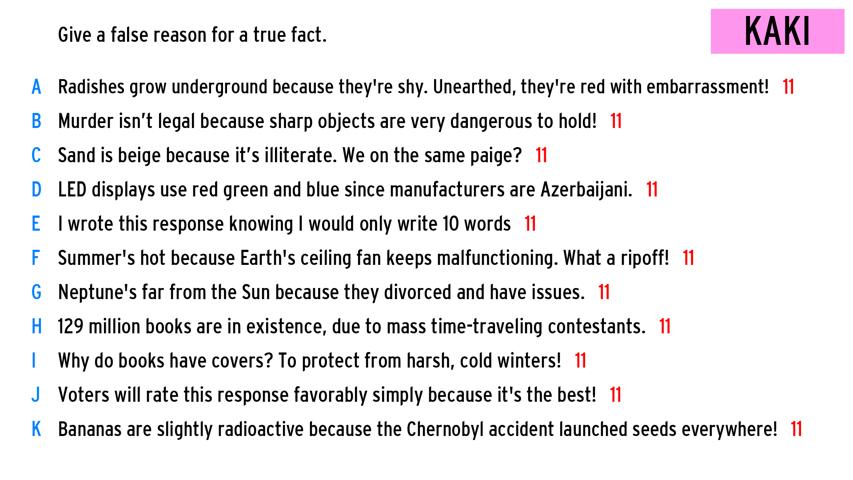 Give a false reason for a true fact.
KAKI
A Radishes grow underground because they're shy. Unearthed, they're red with embarrassment! 11
B Murder isn’t legal because sharp objects are very dangerous to hold! 11
C Sand is beige because it’s illiterate. We on the same paige? 11
D LED displays use red green and blue since manufacturers are Azerbaijani. 11
E I wrote this response knowing I would only write 10 words 11
F Summer's hot because Earth's ceiling fan keeps malfunctioning. What a ripoff! 11
G Neptune's far from the Sun because they divorced and have issues. 11
H 129 million books are in existence, due to mass time-traveling contestants. 11
I Why do books have covers? To protect from harsh, cold winters! 11
J Voters will rate this response favorably simply because it's the best! 11
K Bananas are slightly radioactive because the Chernobyl accident launched seeds everywhere! 11